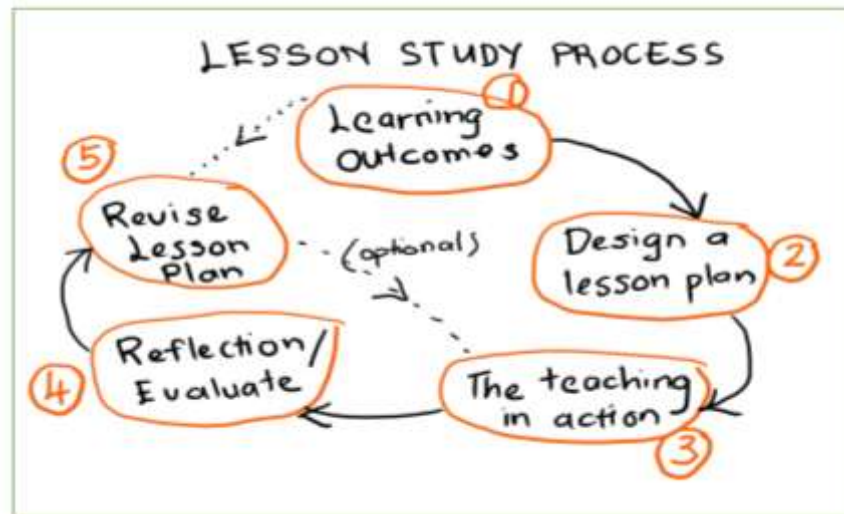 LESSON STUDY PROCESS
1
Learning
outcomes
2
Design a
lesson plan
3
The teaching
in action
4
Reflection/
Evaluate
5
Revise
Lesson
Plan
(optional)